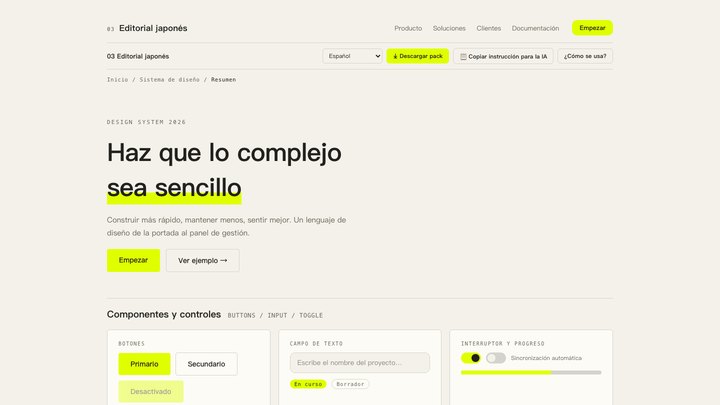 03 Editorial japonés
Producto Soluciones Clientes Documentación Empezar
03 Editorial japonés
Español
Descargar pack
Copiar instrucción para la IA
¿Cómo se usa?
Inicio / Sistema de diseño / Resumen
DESIGN SYSTEM 2026
Haz que lo complejo
sea sencillo
Construir más rápido, mantener menos, sentir mejor. Un lenguaje de
diseño de la portada al panel de gestión.
Empezar
Ver ejemplo →
Componentes y controles BUTTONS / INPUT / TOGGLE
BOTONES
Primario
Secundario
Desactivado
CAMPO DE TEXTO
Escribe el nombre del proyecto...
En curso
Borrador
INTERRUPTOR Y PROGRESO
Sincronización automática